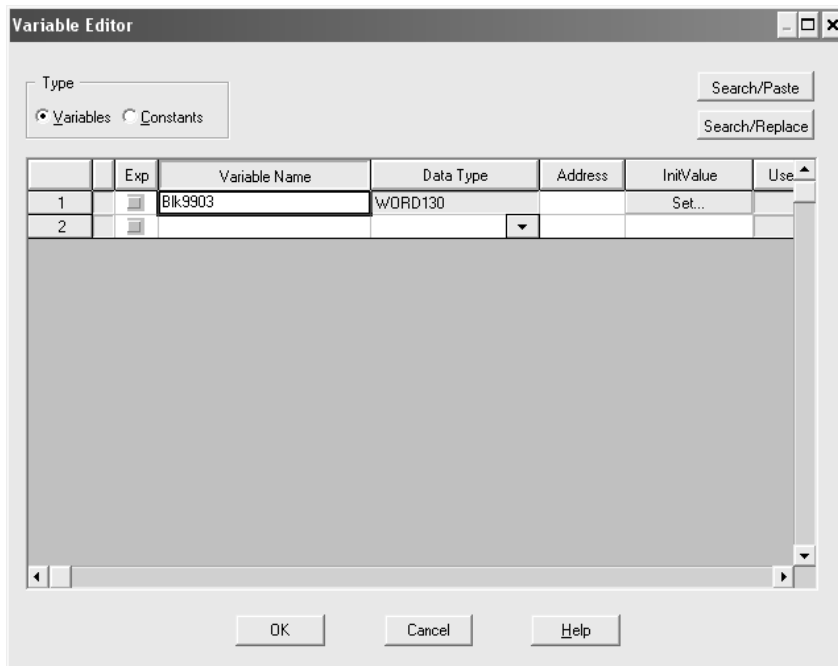 Variable Editor
Type
Variables Constants
Search/Paste
Search/Replace
Exp Variable Name Data Type Address InitValue Use
1 Blk9903 WORD130 Set...
2
OK Cancel Help